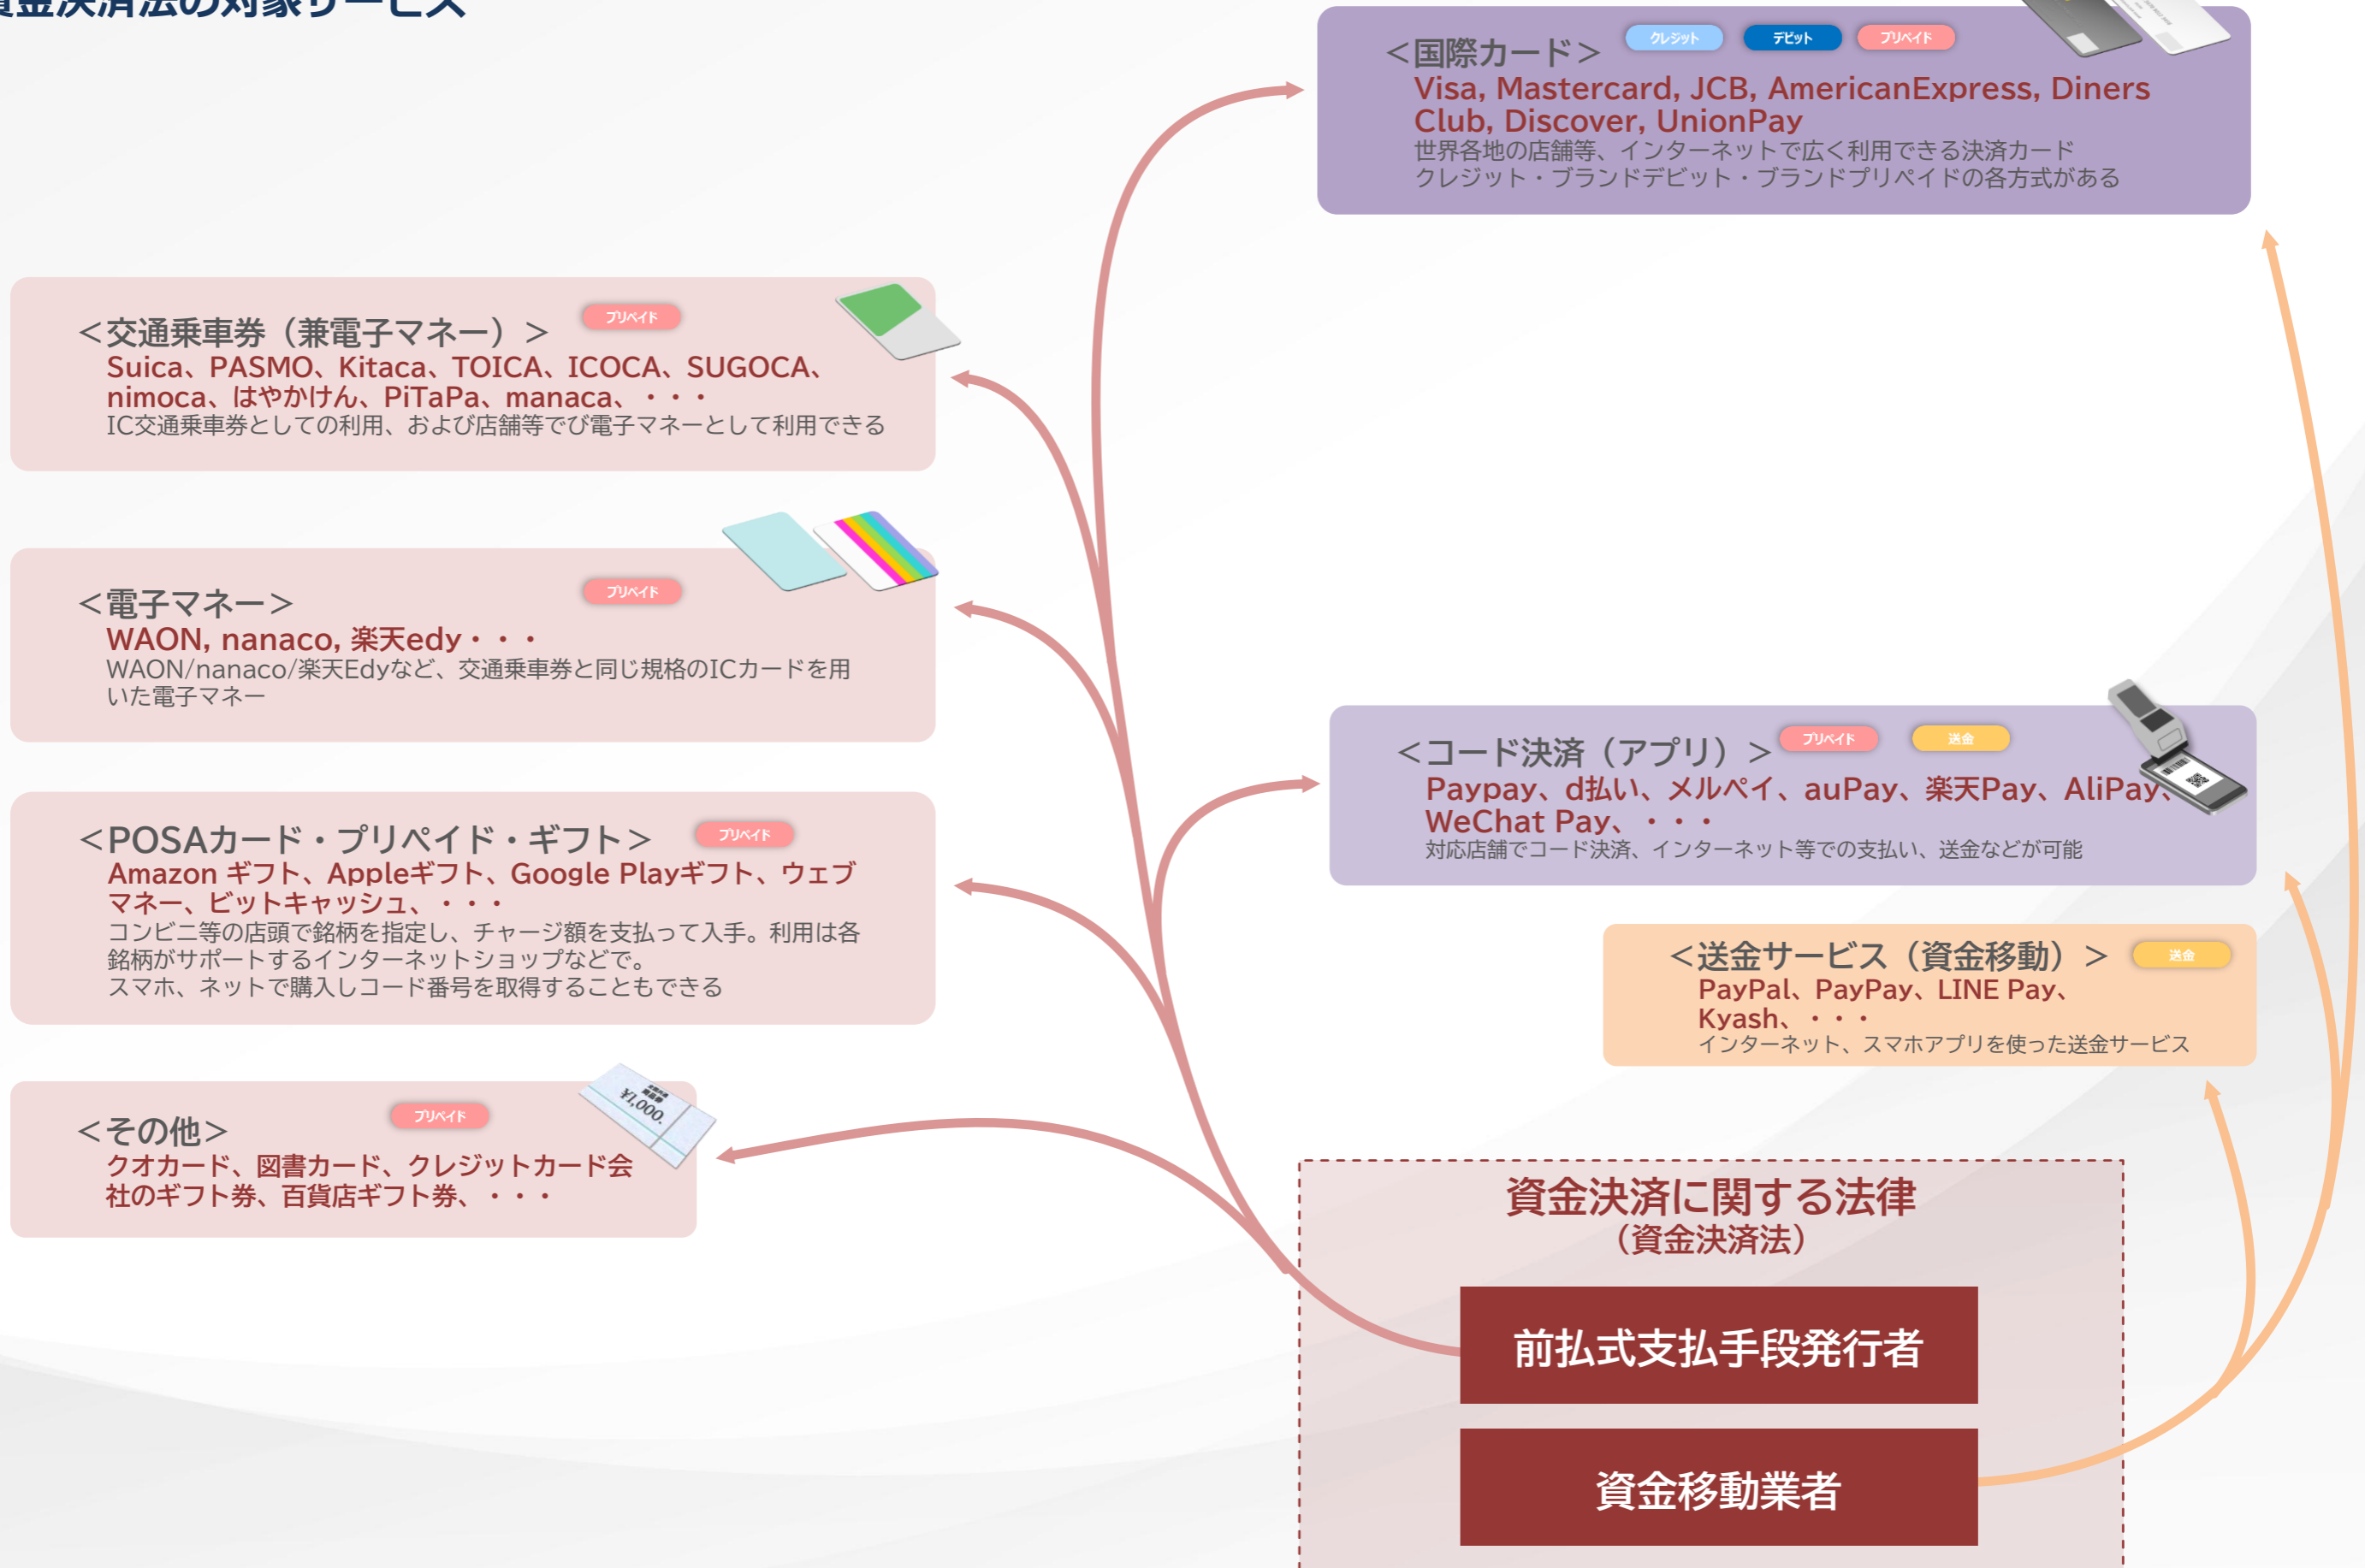 資金決済法の対象サービス
＜国際カード＞
クレジット
デビット
プリペイド
Visa, Mastercard, JCB, AmericanExpress, Diners
Club, Discover, UnionPay
世界各地の店舗等、インターネットで広く利用できる決済カード
クレジット・ブランドデビット・ブランドプリペイドの各方式がある
＜交通乗車券（兼電子マネー）＞
プリペイド
Suica、PASMO、Kitaca、TOICA、ICOCA、SUGOCA、
nimoca、はやかけん、PiTaPa、manaca、・・・
IC交通乗車券としての利用、および店舗等でび電子マネーとして利用できる
＜電子マネー＞
プリペイド
WAON, nanaco, 楽天edy・・・
WAON/nanaco/楽天Edyなど、交通乗車券と同じ規格のICカードを用
いた電子マネー
＜POSAカード・プリペイド・ギフト＞
プリペイド
Amazon ギフト、Appleギフト、Google Playギフト、ウェブ
マネー、ビットキャッシュ、・・・
コンビニ等の店頭で銘柄を指定し、チャージ額を支払って入手。利用は各
銘柄がサポートするインターネットショップなどで。
スマホ、ネットで購入しコード番号を取得することもできる
＜その他＞
プリペイド
¥1,000.
クオカード、図書カード、クレジットカード会
社のギフト券、百貨店ギフト券、・・・
＜コード決済（アプリ）＞
プリペイド
送金
Paypay、d払い、メルペイ、auPay、楽天Pay、AliPay、
WeChat Pay、・・・
対応店舗でコード決済、インターネット等での支払い、送金などが可能
＜送金サービス（資金移動）＞
送金
PayPal、PayPay、LINE Pay、
Kyash、・・・
インターネット、スマホアプリを使った送金サービス
資金決済に関する法律
（資金決済法）
前払式支払手段発行者
資金移動業者